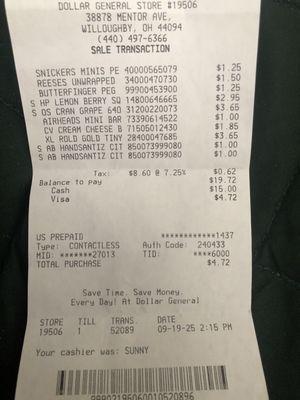 DOLLAR GENERAL STORE #19506
38878 MENTOR AVE,
WILLOUGHBY, OH 44094
(440) 497-6366
SALE TRANSACTION
SNICKERS MINIS PE 40000565079 $1.25
REESES UNWRAPPED 34000470730 $1.50
BUTTERFINGER PEG 99900453900 $1.25
S HP LEMON BERRY SQ 14800646665 $2.95
S OS CRAN GRAPE 640 31200220073 $3.65
AIRHEADS MINI BAR 73390014522 $1.00
CV CREAM CHEESE B 71505012430 $1.85
XL POLD GOLD TINY 28400047685 $3.65
S AB HANDSANTIZ CIT 850073999080 $1.00
S AB HANDSANTIZ CIT 850073999080 $1.00
Tax: $8.60 @ 7.25% $0.62
Balance to pay $19.72
Cash $15.00
Visa $4.72
US PREPAID ************1437
Type: CONTACTLESS Auth Code: 240433
MID: *******27013 TID: ****6000
TOTAL PURCHASE $4.72
Save Time. Save Money.
Every Day! At Dollar General
STORE TILL TRANS. DATE
19506 1 52089 09-19-25 2:15 PM
Your cashier was: SUNNY
99902195060010520896